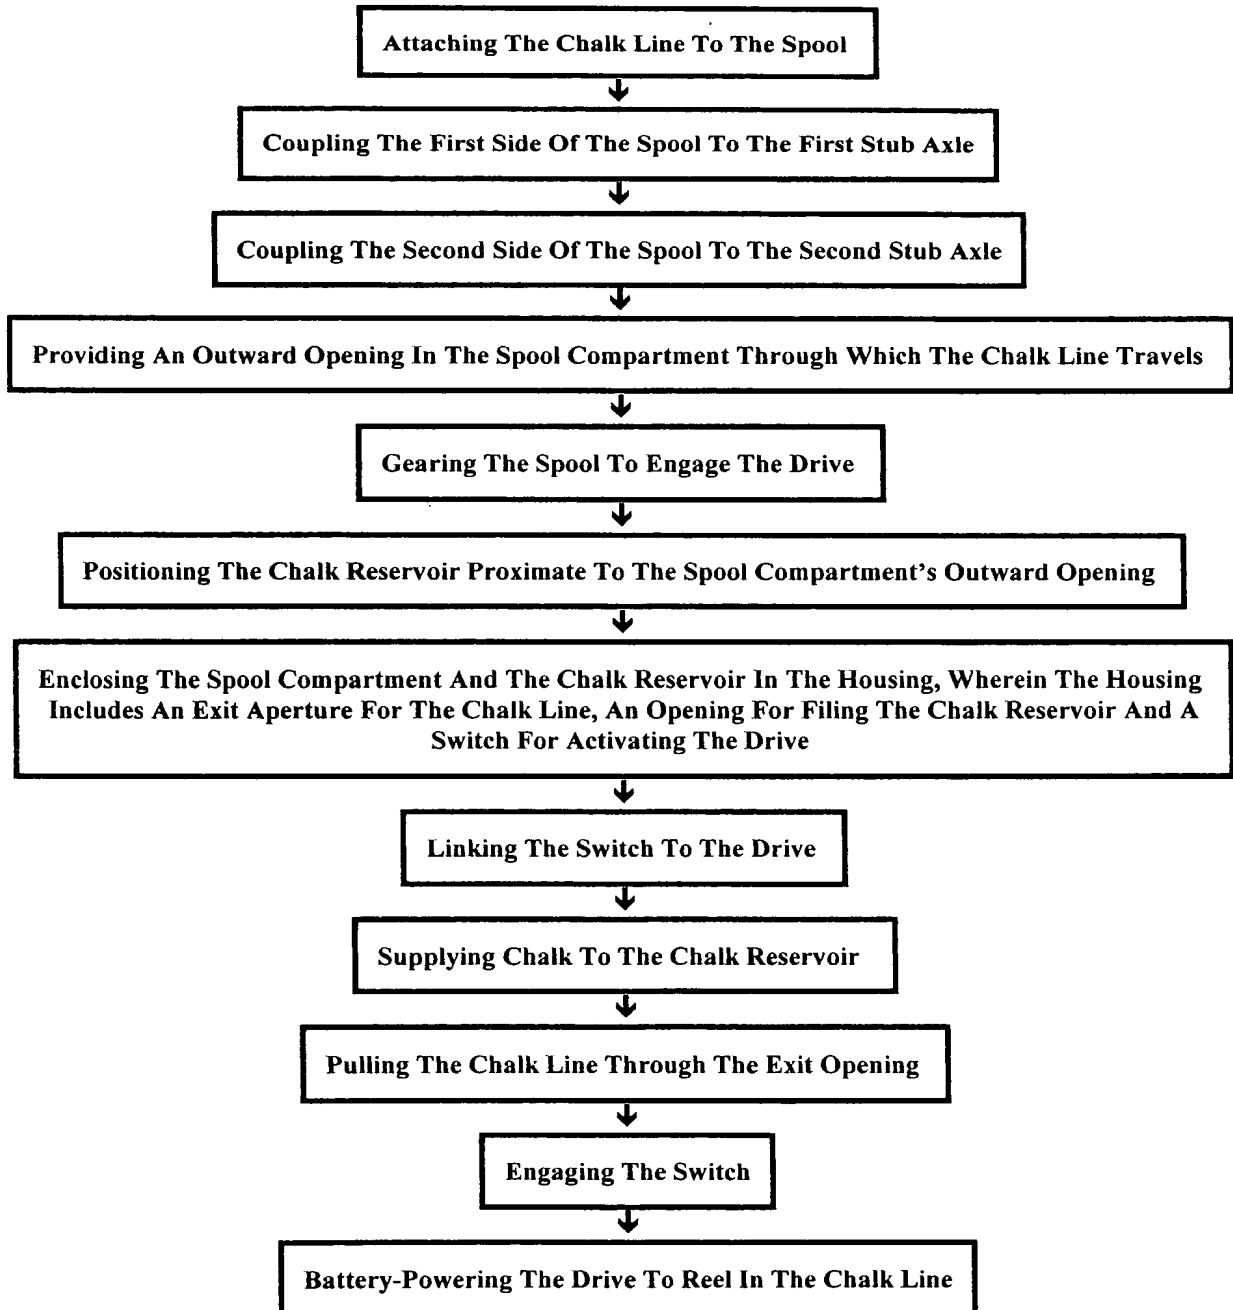 Attaching The Chalk Line To The Spool
Coupling The First Side Of The Spool To The First Stub Axle
Coupling The Second Side Of The Spool To The Second Stub Axle
Providing An Outward Opening In The Spool Compartment Through Which The Chalk Line Travels
Gearing The Spool To Engage The Drive
Positioning The Chalk Reservoir Proximate To The Spool Compartment's Outward Opening
Enclosing The Spool Compartment And The Chalk Reservoir In The Housing, Wherein The Housing
Includes An Exit Aperture For The Chalk Line, An Opening For Filing The Chalk Reservoir And A
Switch For Activating The Drive
Linking The Switch To The Drive
Supplying Chalk To The Chalk Reservoir
Pulling The Chalk Line Through The Exit Opening
Engaging The Switch
Battery-Powering The Drive To Reel In The Chalk Line